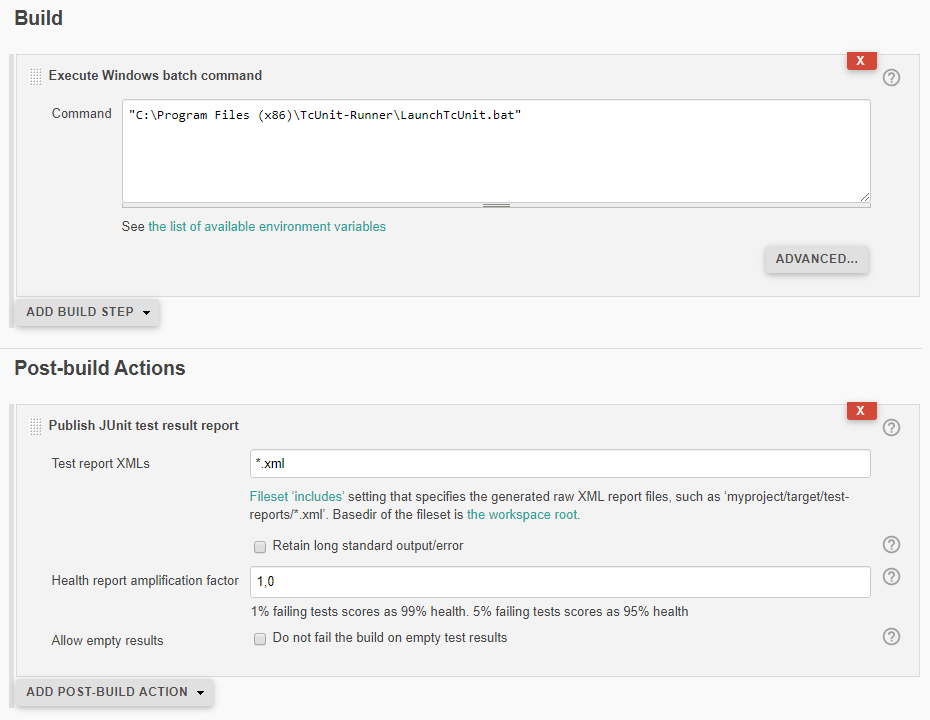 Build
X
Execute Windows batch command
?
Command
"C:\Program Files (x86)\TcUnit-Runner\LaunchTcUnit.bat"
See the list of available environment variables
ADVANCED...
ADD BUILD STEP
Post-build Actions
X
Publish JUnit test result report
?
Test report XMLs
*.xml
Fileset ‘includes’ setting that specifies the generated raw XML report files, such as ‘myproject/target/test-
reports/*.xml’. Basedir of the fileset is the workspace root.
Retain long standard output/error
?
Health report amplification factor
1,0
?
1% failing tests scores as 99% health. 5% failing tests scores as 95% health
Allow empty results
Do not fail the build on empty test results
?
ADD POST-BUILD ACTION